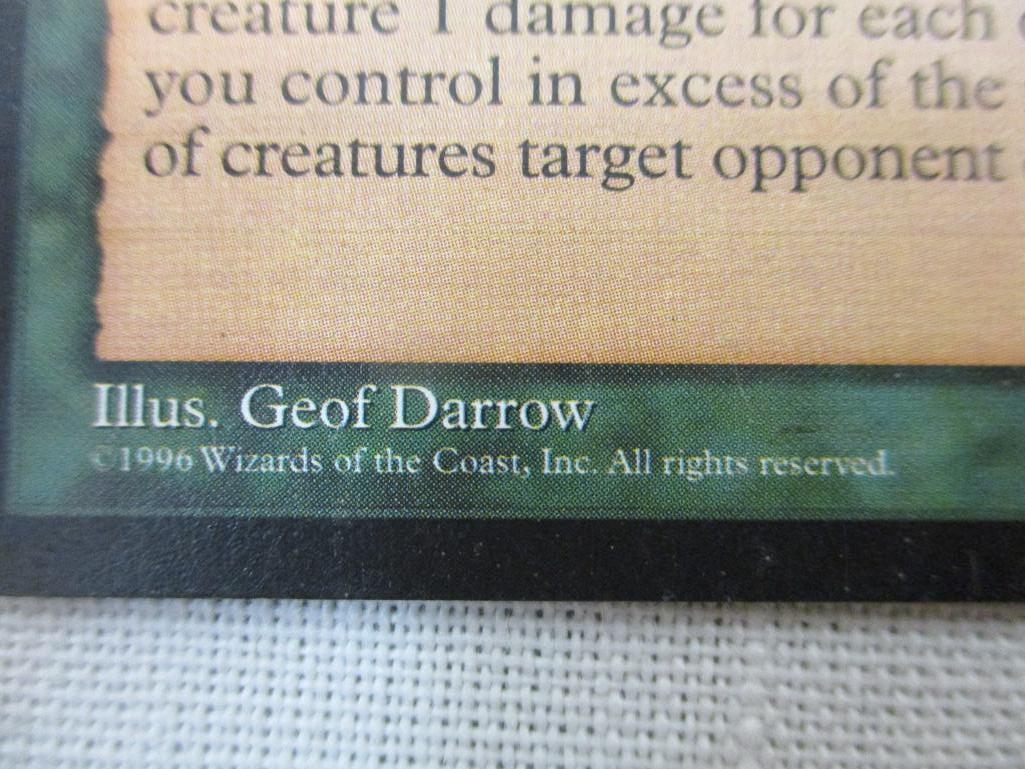 creature 1 damage for each
you control in excess of the
of creatures target opponent
Illus. Geof Darrow
©1996 Wizards of the Coast, Inc. All rights reserved.